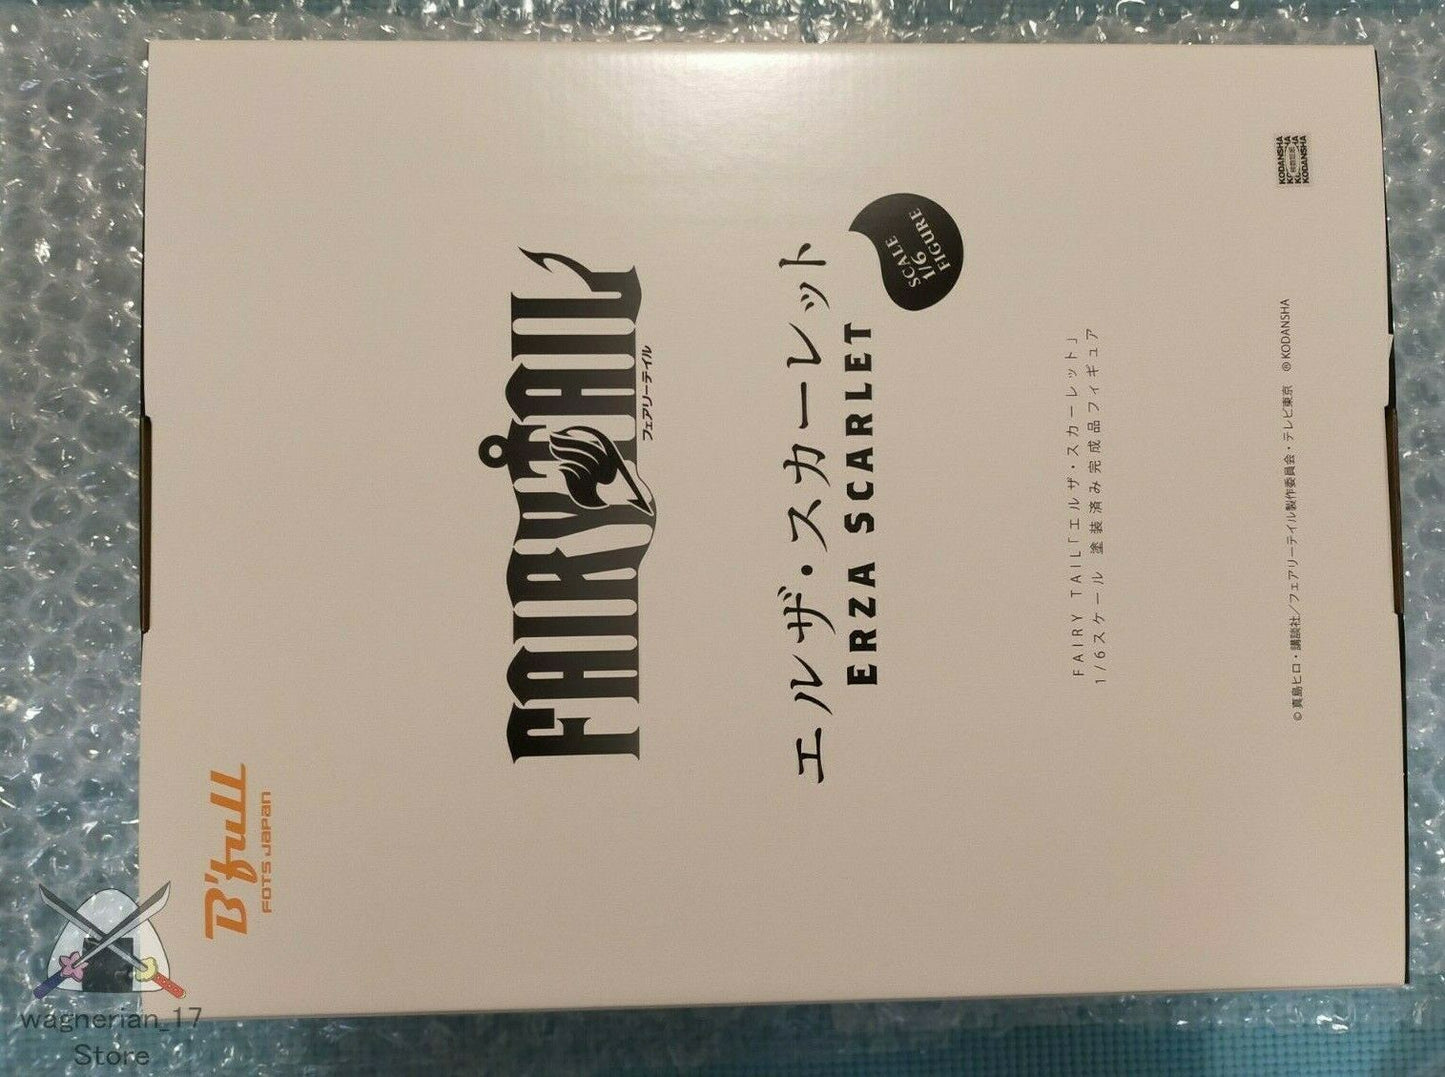 B'full
FOTS JAPAN
FAIRY TAIL
フェアリーテイル
エルザ・スカーレット
ERZA SCARLET
SCALE
1/6
FIGURE
FAIRY TAIL「エルザ・スカーレット」
1/6スケール 塗装済み完成品フィギュア
© 真島ヒロ・講談社／フェアリーテイル製作委員会・テレビ東京 ® KODANSHA
KODANSHA
KODANSHA
wagnerian_17
Store